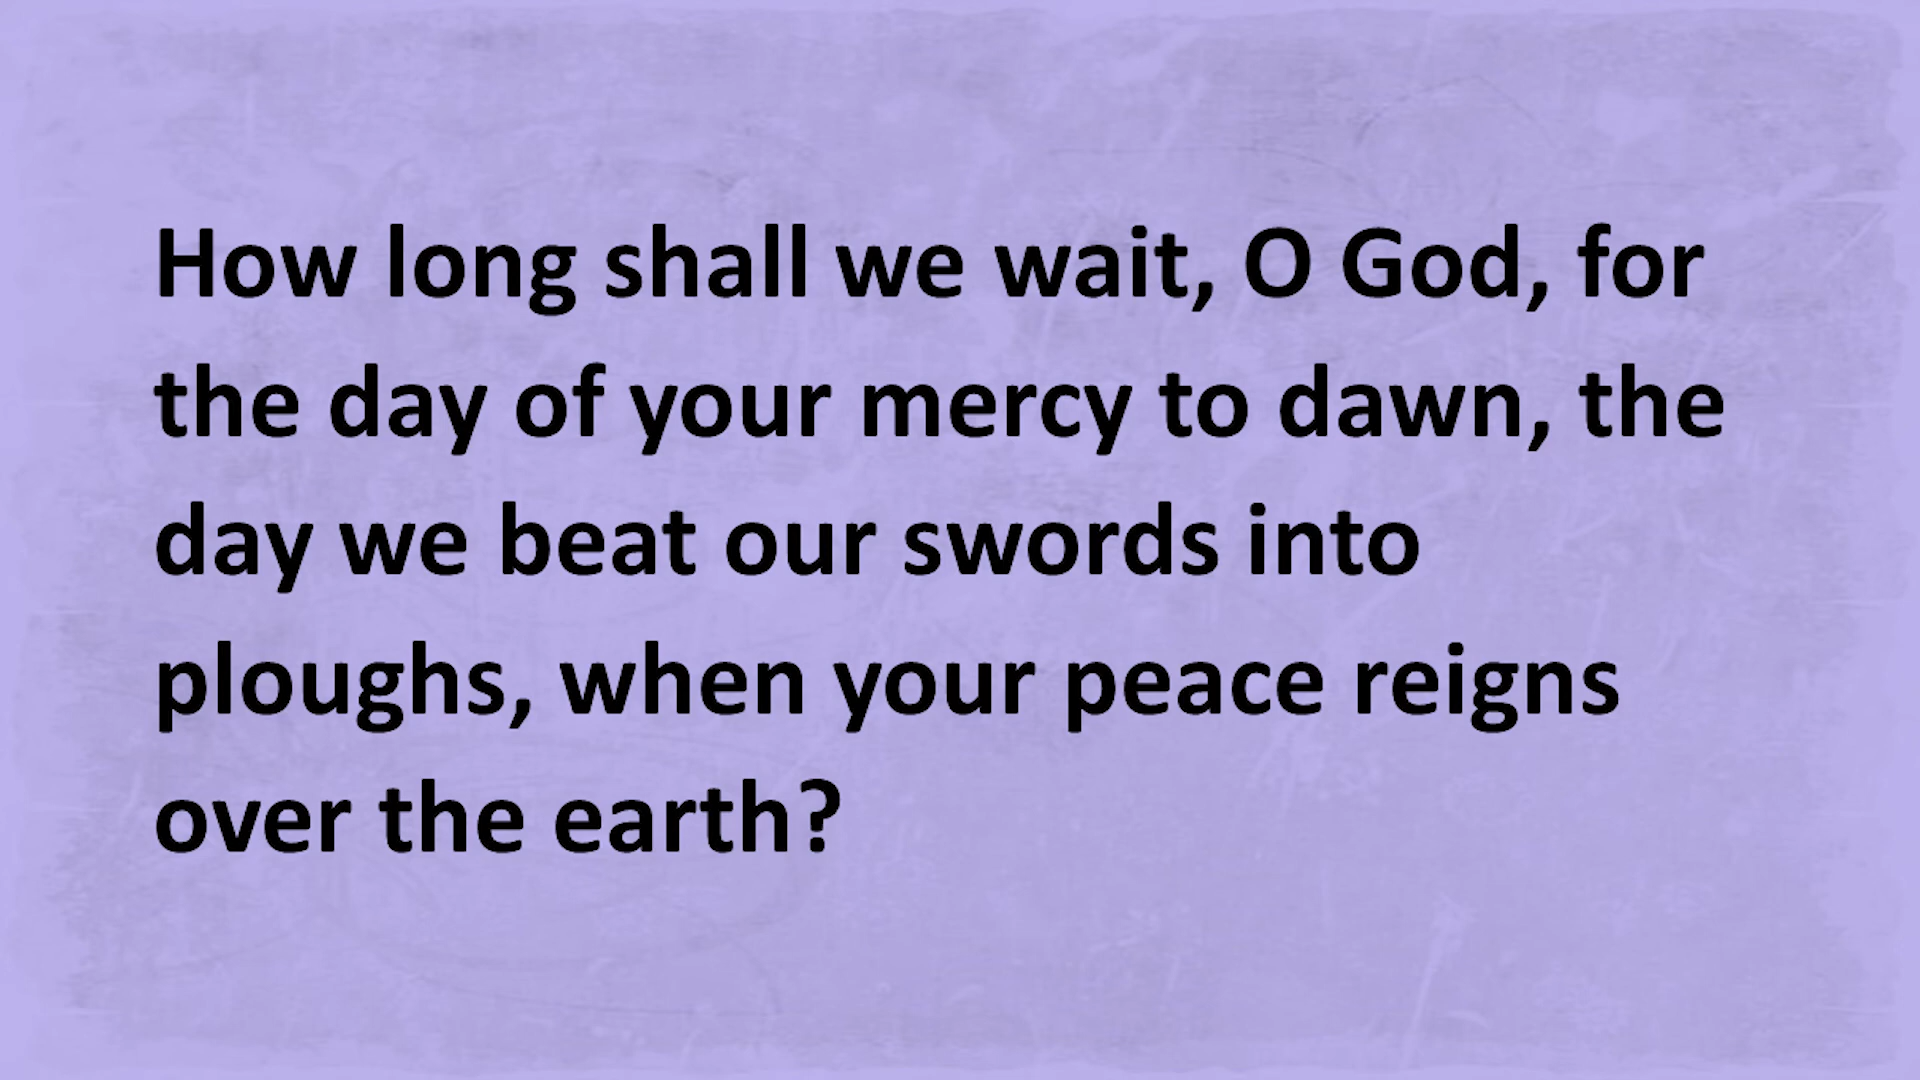 How long shall we wait, O God, for
the day of your mercy to dawn, the
day we beat our swords into
ploughs, when your peace reigns
over the earth?